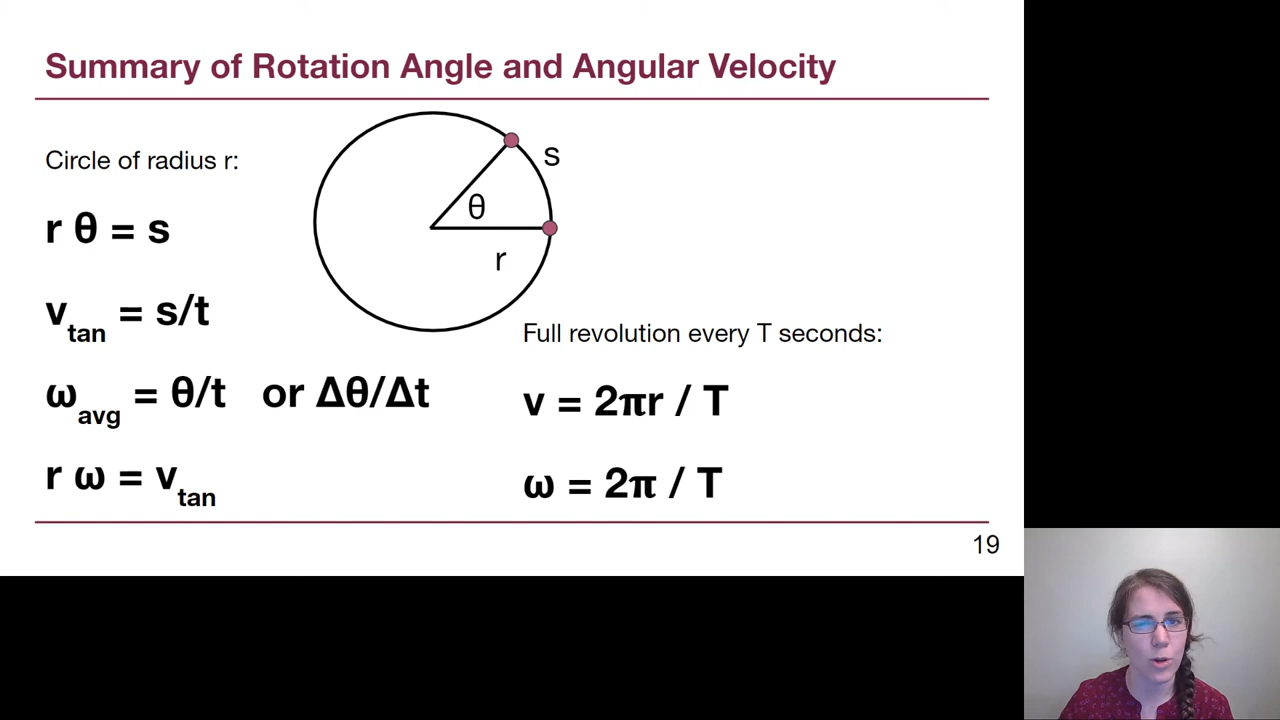 Summary of Rotation Angle and Angular Velocity
Circle of radius r:
r θ = s
v_tan = s/t
ω_avg = θ/t or Δθ/Δt
r ω = v_tan
s
θ
r
Full revolution every T seconds:
v = 2πr / T
ω = 2π / T
19